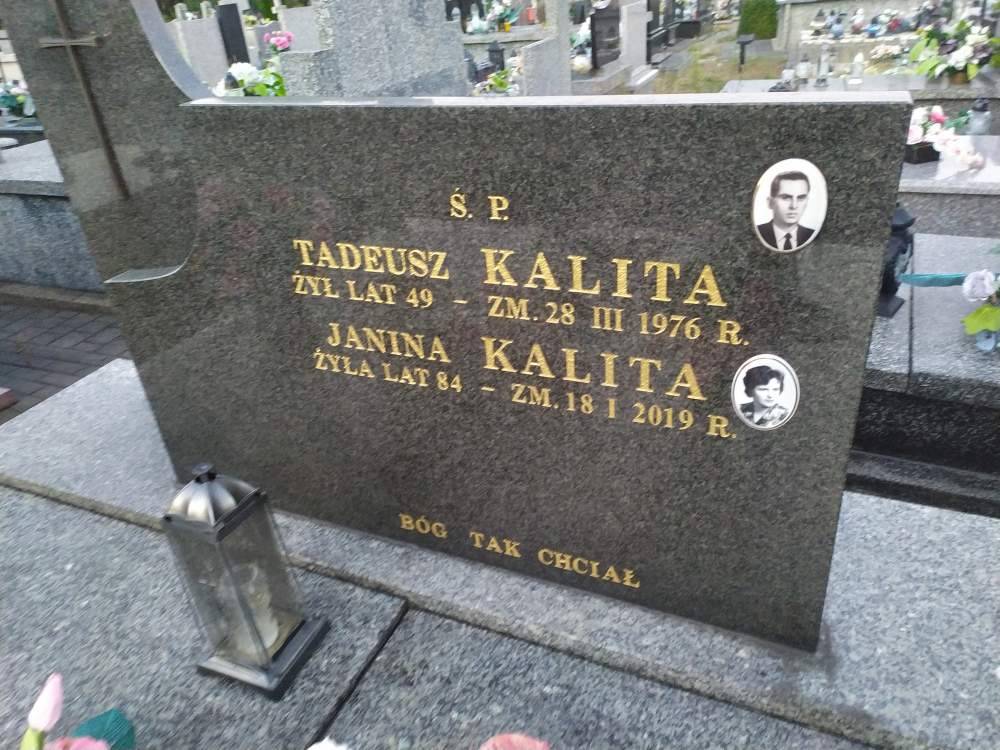 Ś. P.
TADEUSZ KALITA
ŻYŁ LAT 49 – ZM. 28 III 1976 R.
JANINA KALITA
ŻYŁA LAT 84 – ZM. 18 I 2019 R.
BÓG TAK CHCIAŁ